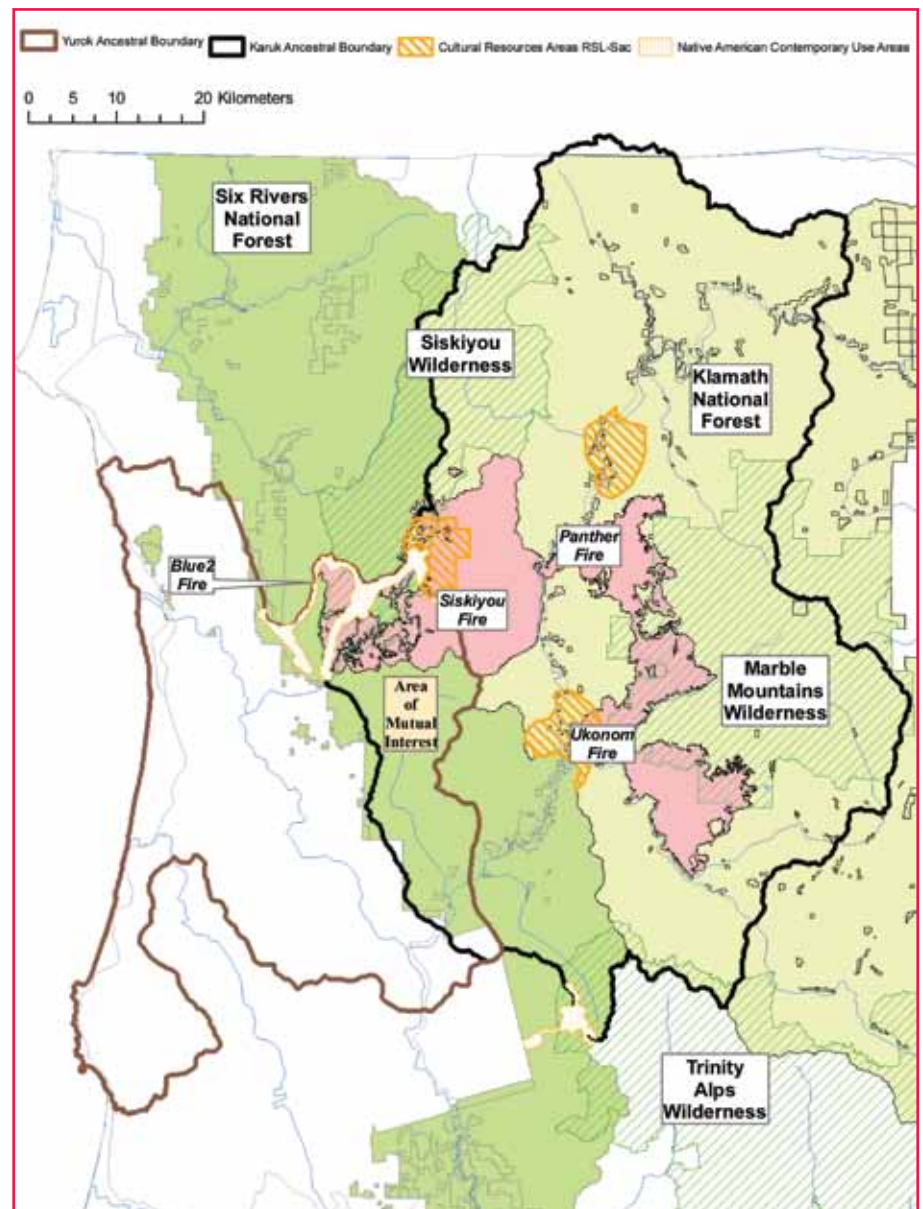 Yurok Ancestral Boundary
Karuk Ancestral Boundary
Cultural Resources Areas RSL-Sac
Native American Contemporary Use Areas
0 5 10 20 Kilometers
Six Rivers
National
Forest
Siskiyou
Wilderness
Klamath
National
Forest
Blue2
Fire
Panther
Fire
Siskiyou
Fire
Area
of
Mutual
Interest
Marble
Mountains
Wilderness
Ukonom
Fire
Trinity
Alps
Wilderness